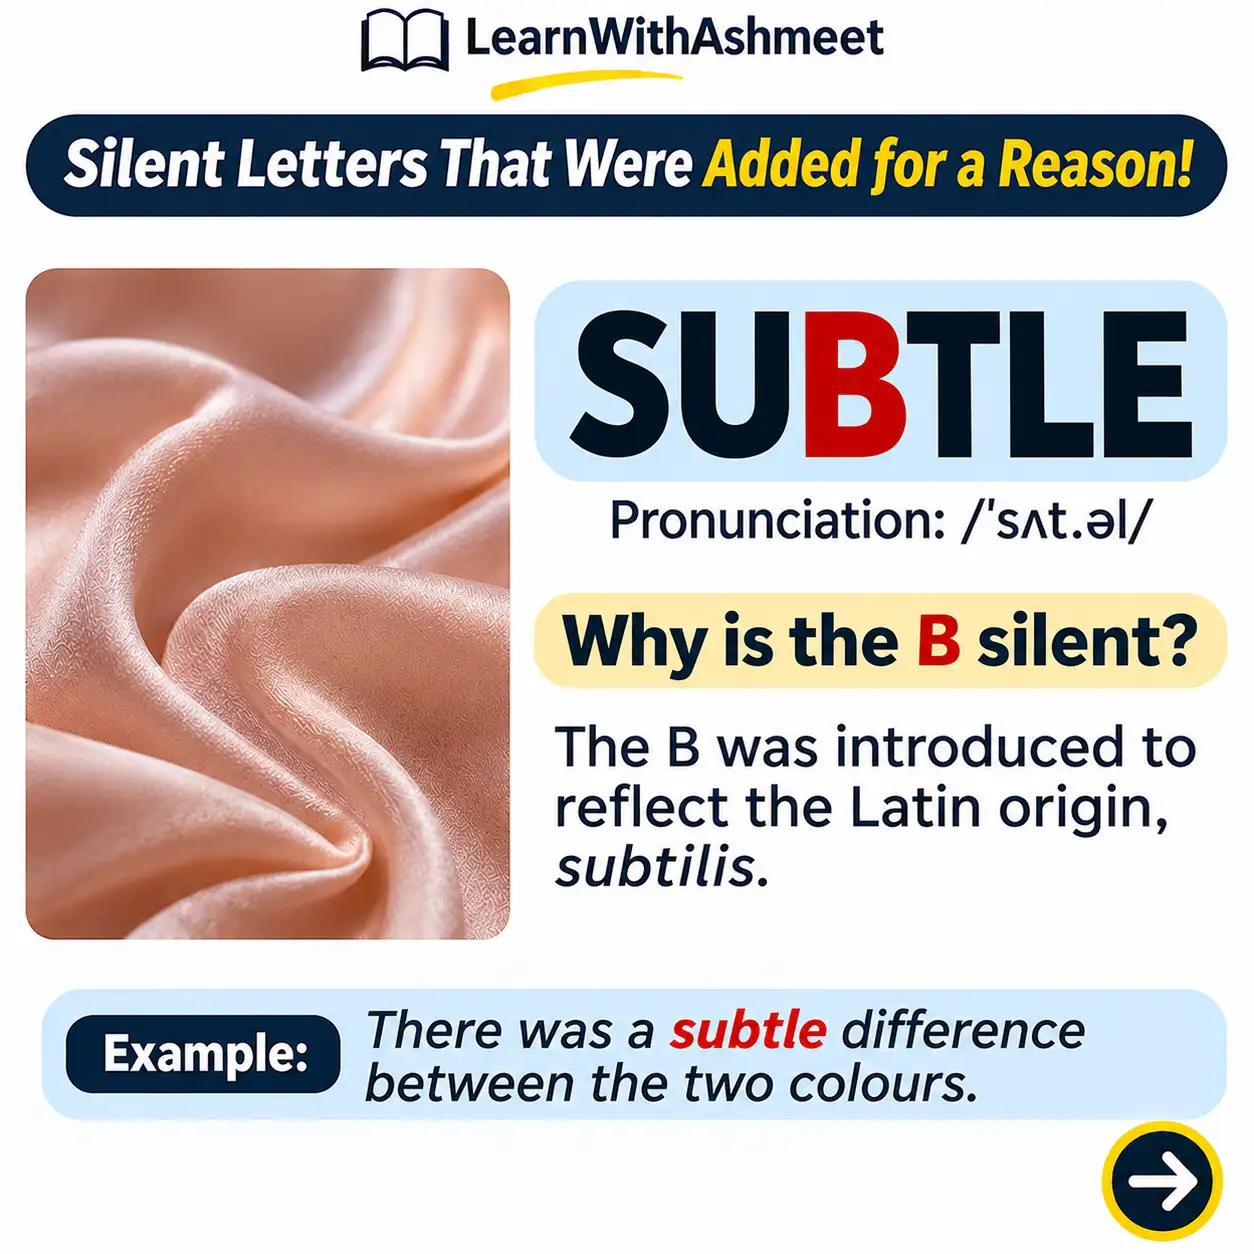 LearnWithAshmeet
Silent Letters That Were Added for a Reason!
SUBTLE
Pronunciation: /ˈsʌt.əl/
Why is the B silent?
The B was introduced to
reflect the Latin origin,
subtilis.
Example:
There was a subtle difference
between the two colours.